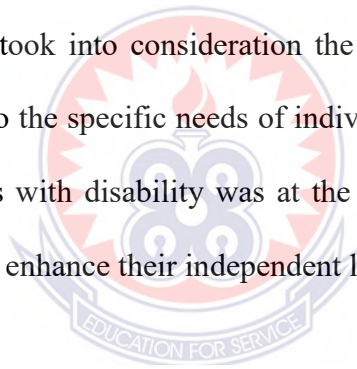 took into consideration the
o the specific needs of indiv
s with disability was at the
enhance their independent l
EDUCATION FOR SERVICE